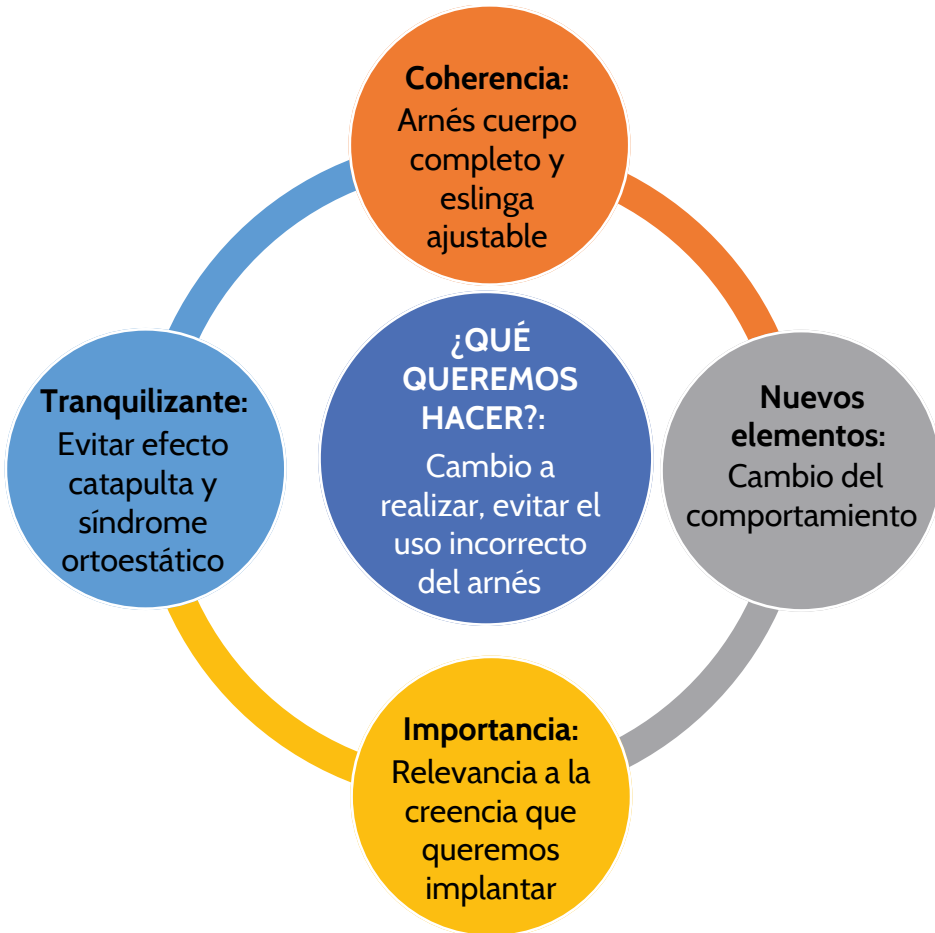 Coherencia:
Arnés cuerpo
completo y
eslinga
ajustable
Tranquilizante:
Evitar efecto
catapulta y
síndrome
ortoestático
¿QUÉ
QUEREMOS
HACER?:
Cambio a
realizar, evitar el
uso incorrecto
del arnés
Nuevos
elementos:
Cambio del
comportamiento
Importancia:
Relevancia a la
creencia que
queremos
implantar